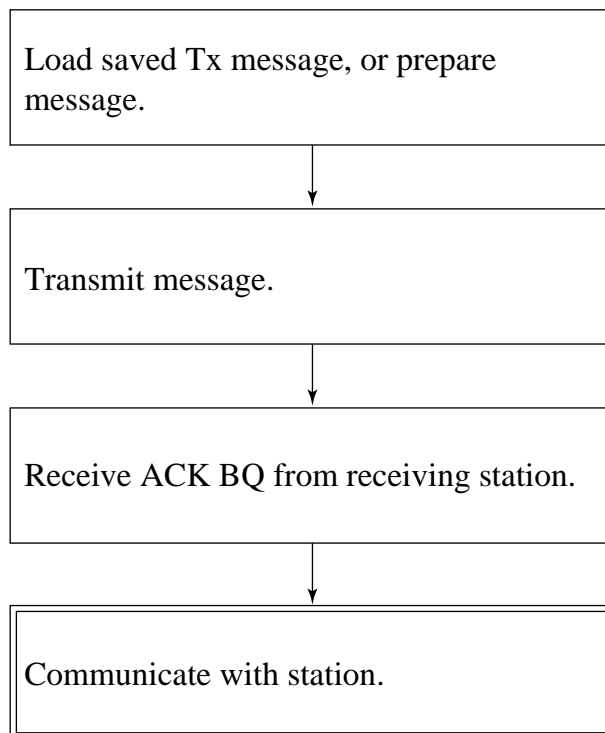 Load saved Tx message, or prepare
message.
Transmit message.
Receive ACK BQ from receiving station.
Communicate with station.